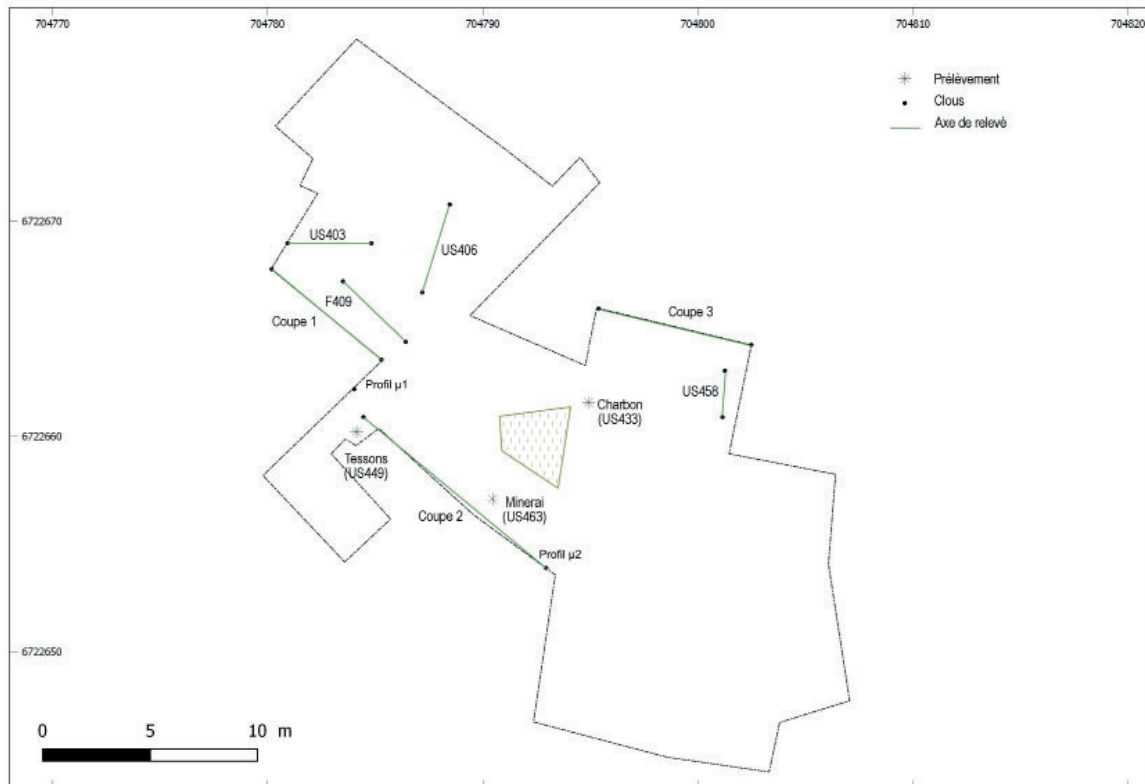 704770
704780
704790
704800
704810
704820
Prélèvement
Clous
Axe de relevé
6722670
US403
US406
F409
Coupe 1
Coupe 3
US458
Profil µ1
Charbon
(US433)
6722660
Tessons
(US449)
Minerai
(US463)
Coupe 2
Profil µ2
6722650
0 5 10 m